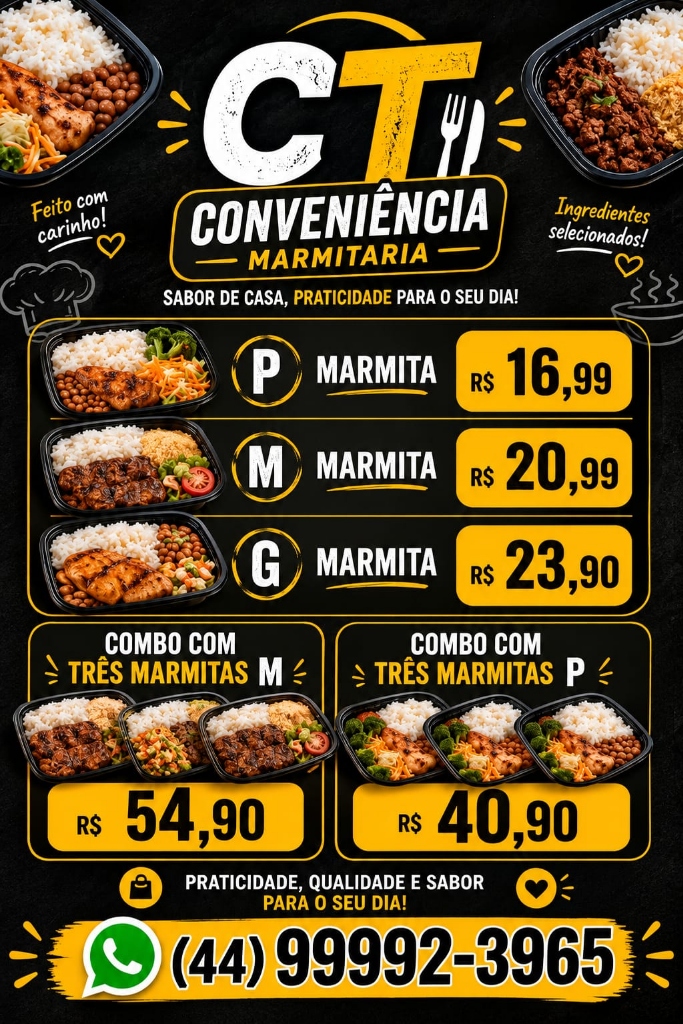 CT
CONVENIÊNCIA
MARMITARIA
Feito com
carinho!
Ingredientes
selecionados!
SABOR DE CASA, PRATICIDADE PARA O SEU DIA!
P MARMITA R$ 16,99
M MARMITA R$ 20,99
G MARMITA R$ 23,90
COMBO COM
TRÊS MARMITAS M
R$ 54,90
COMBO COM
TRÊS MARMITAS P
R$ 40,90
PRATICIDADE, QUALIDADE E SABOR
PARA O SEU DIA!
(44) 99992-3965